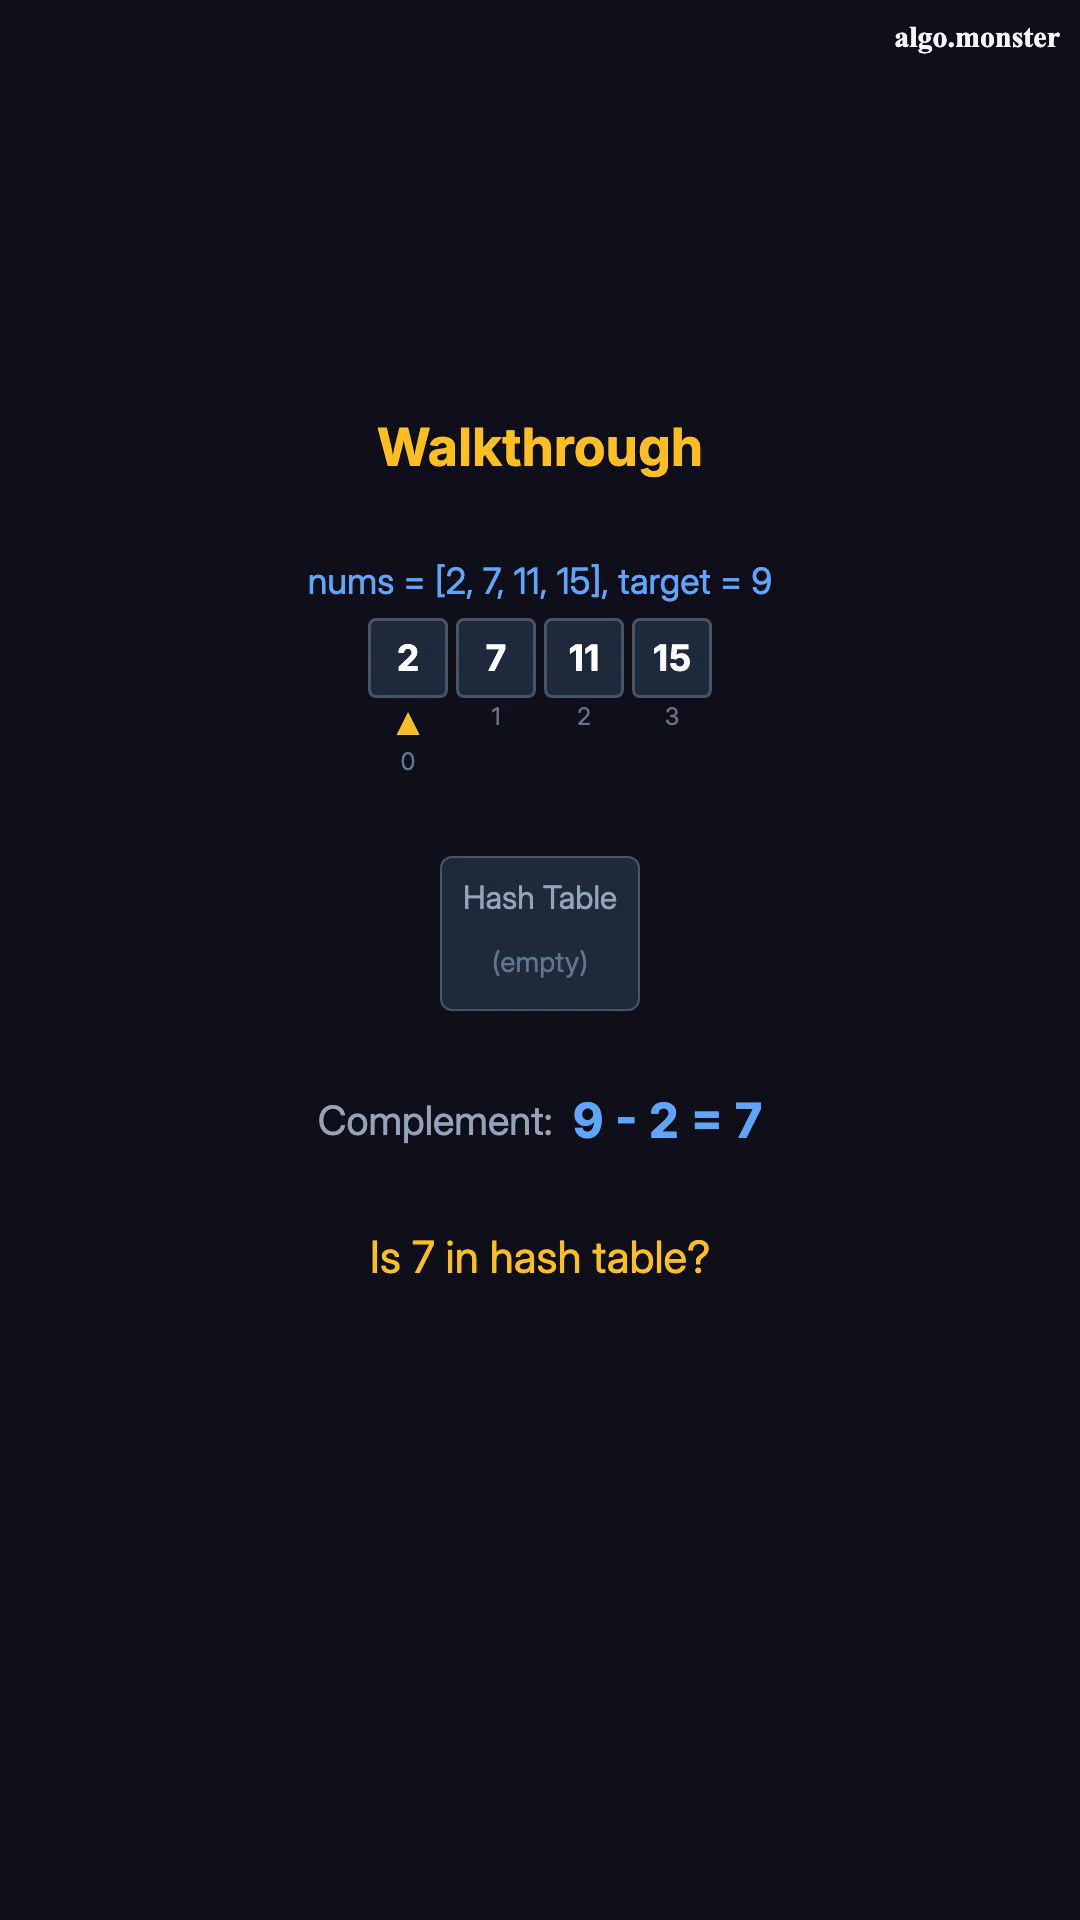 algo.monster
Walkthrough
nums = [2, 7, 11, 15], target = 9
2 7 11 15
1 2 3
0
Hash Table
(empty)
Complement: 9 - 2 = 7
Is 7 in hash table?